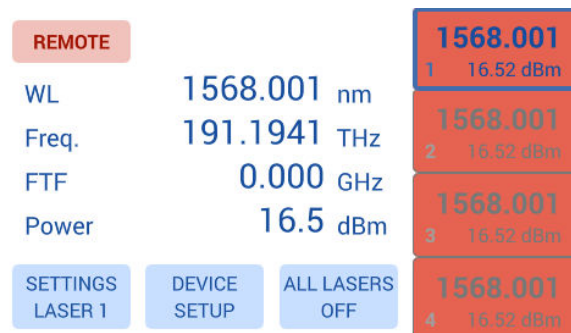 REMOTE
WL 1568.001 nm
Freq. 191.1941 THz
FTF 0.000 GHz
Power 16.5 dBm
SETTINGS
LASER 1
DEVICE
SETUP
ALL LASERS
OFF
1568.001
1 16.52 dBm
1568.001
2 16.52 dBm
1568.001
3 16.52 dBm
1568.001
4 16.52 dBm